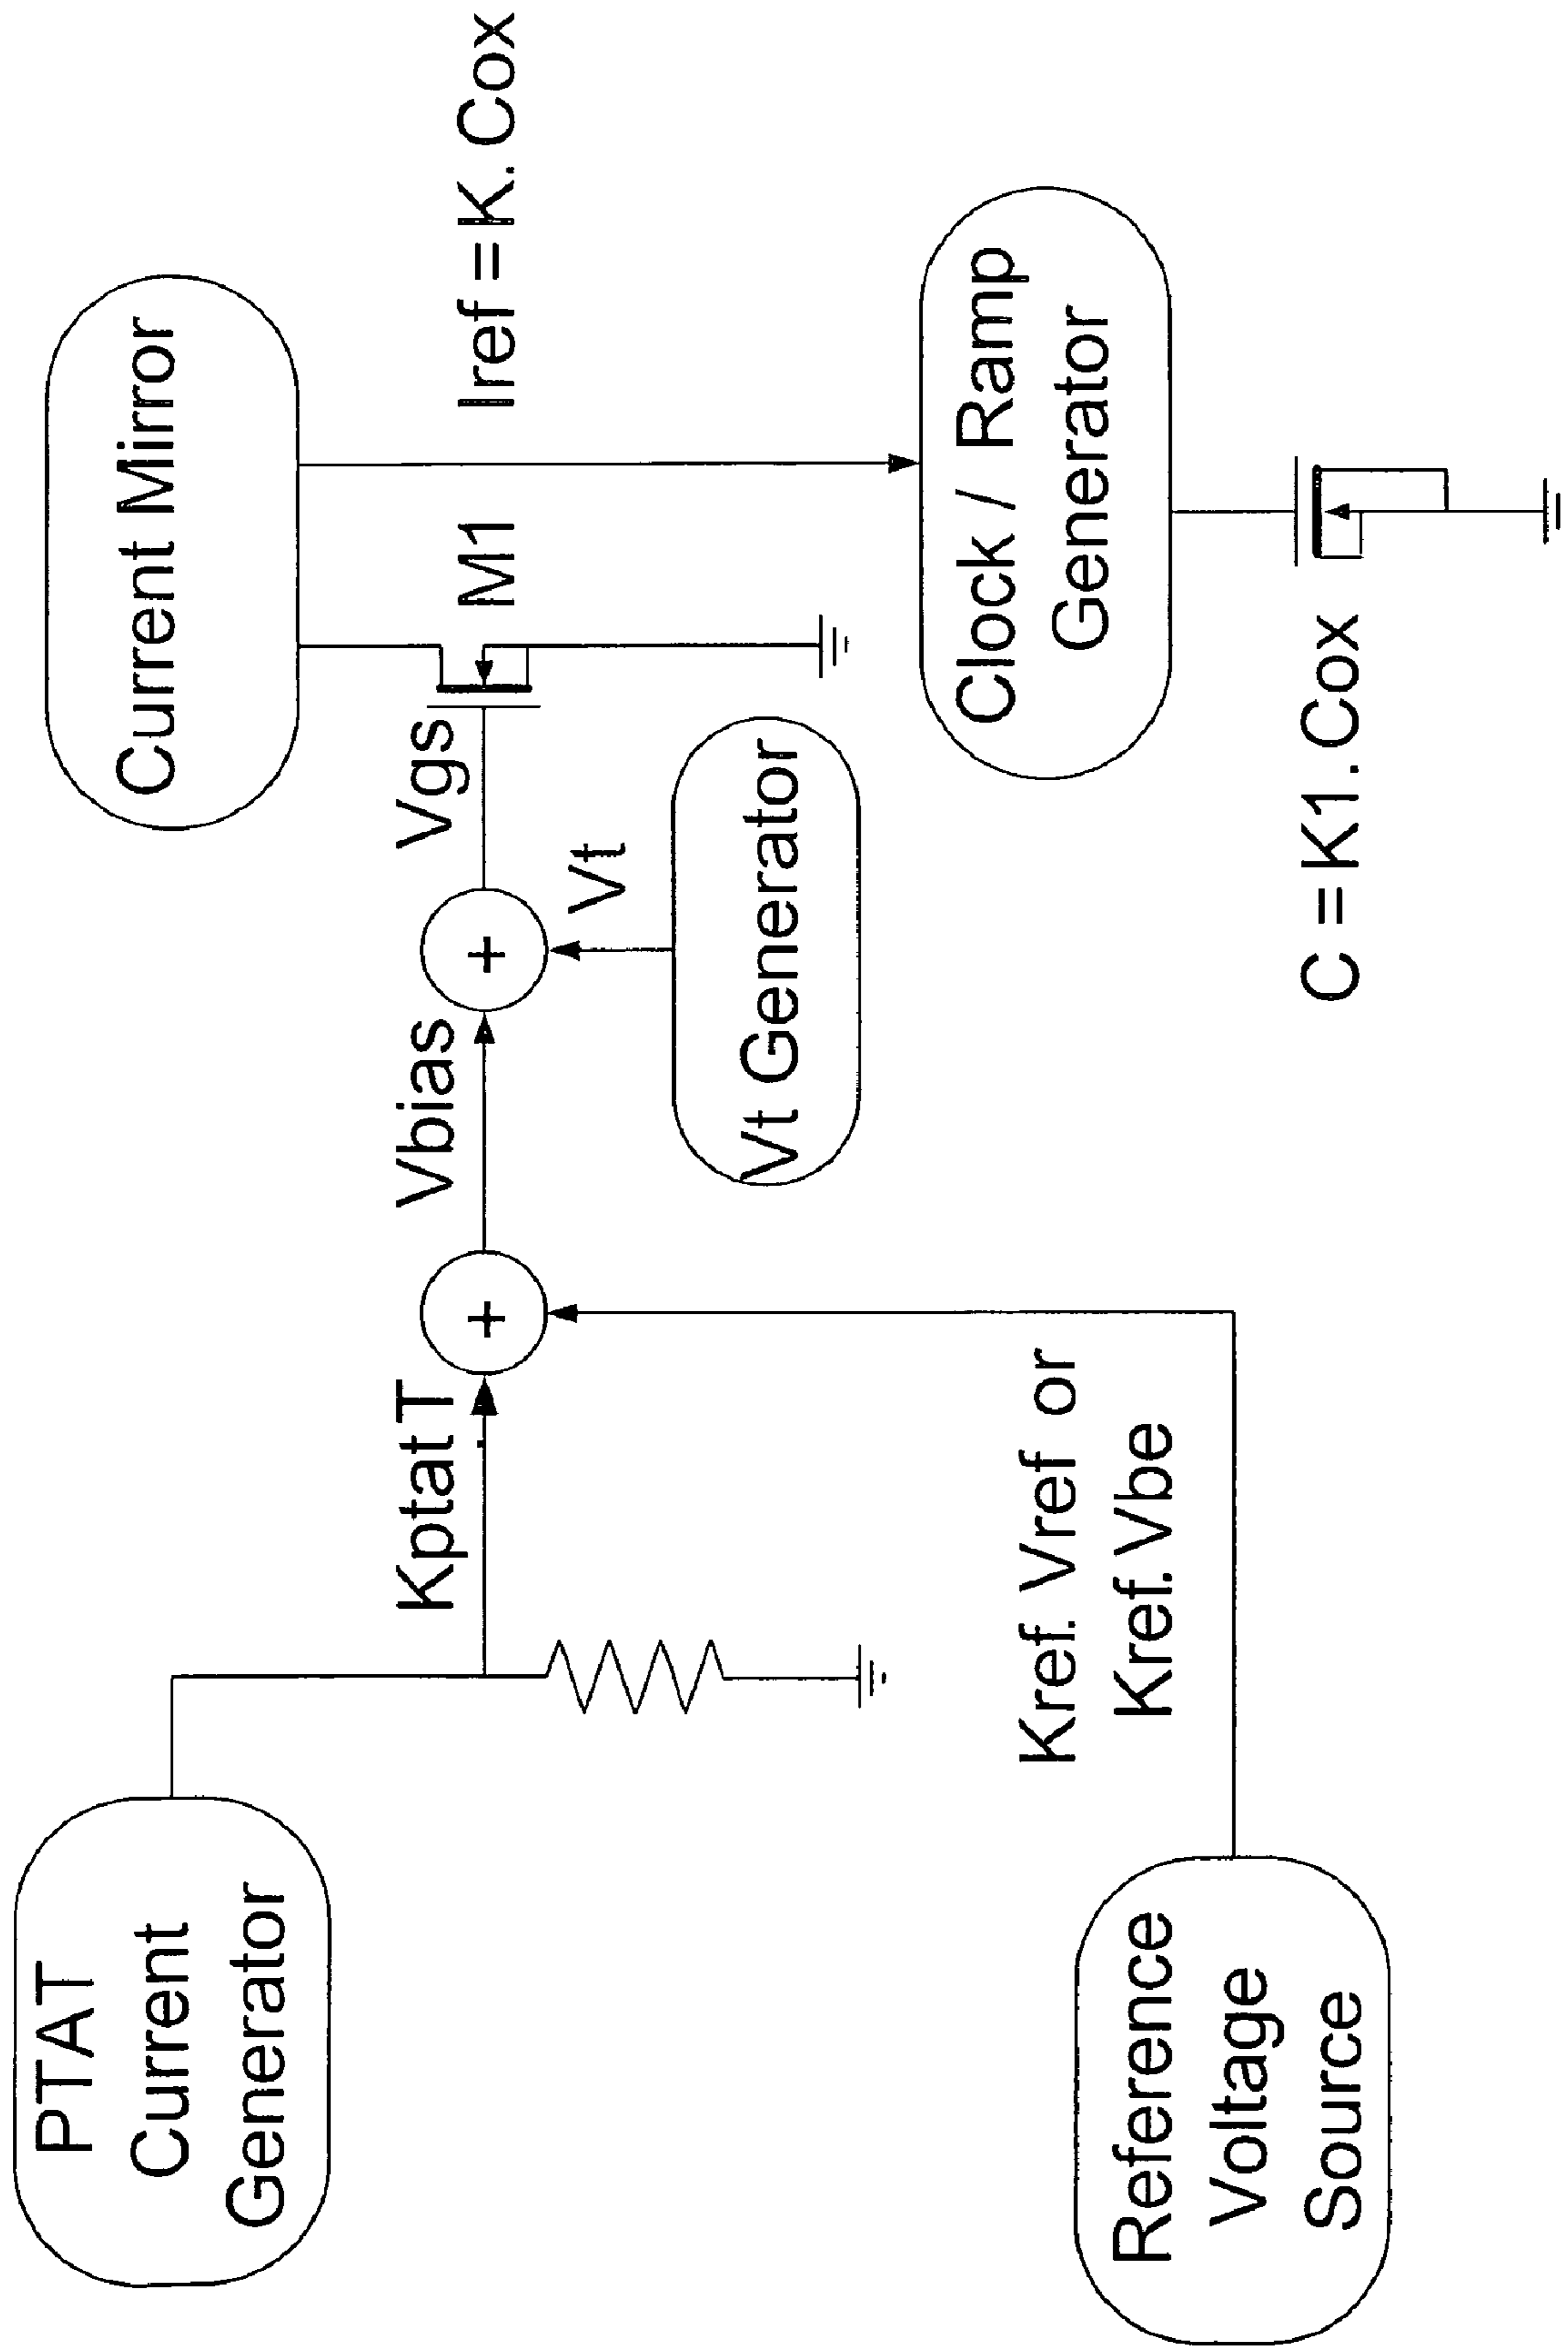 PTAT
Current
Generator
Kptat.T
Vbias
Vgs
Current Mirror
M1
Iref = K.Cox
Vt
Vt Generator
Reference
Voltage
Source
Kref.Vref or
Kref.Vbe
Clock / Ramp
Generator
C = K1.Cox